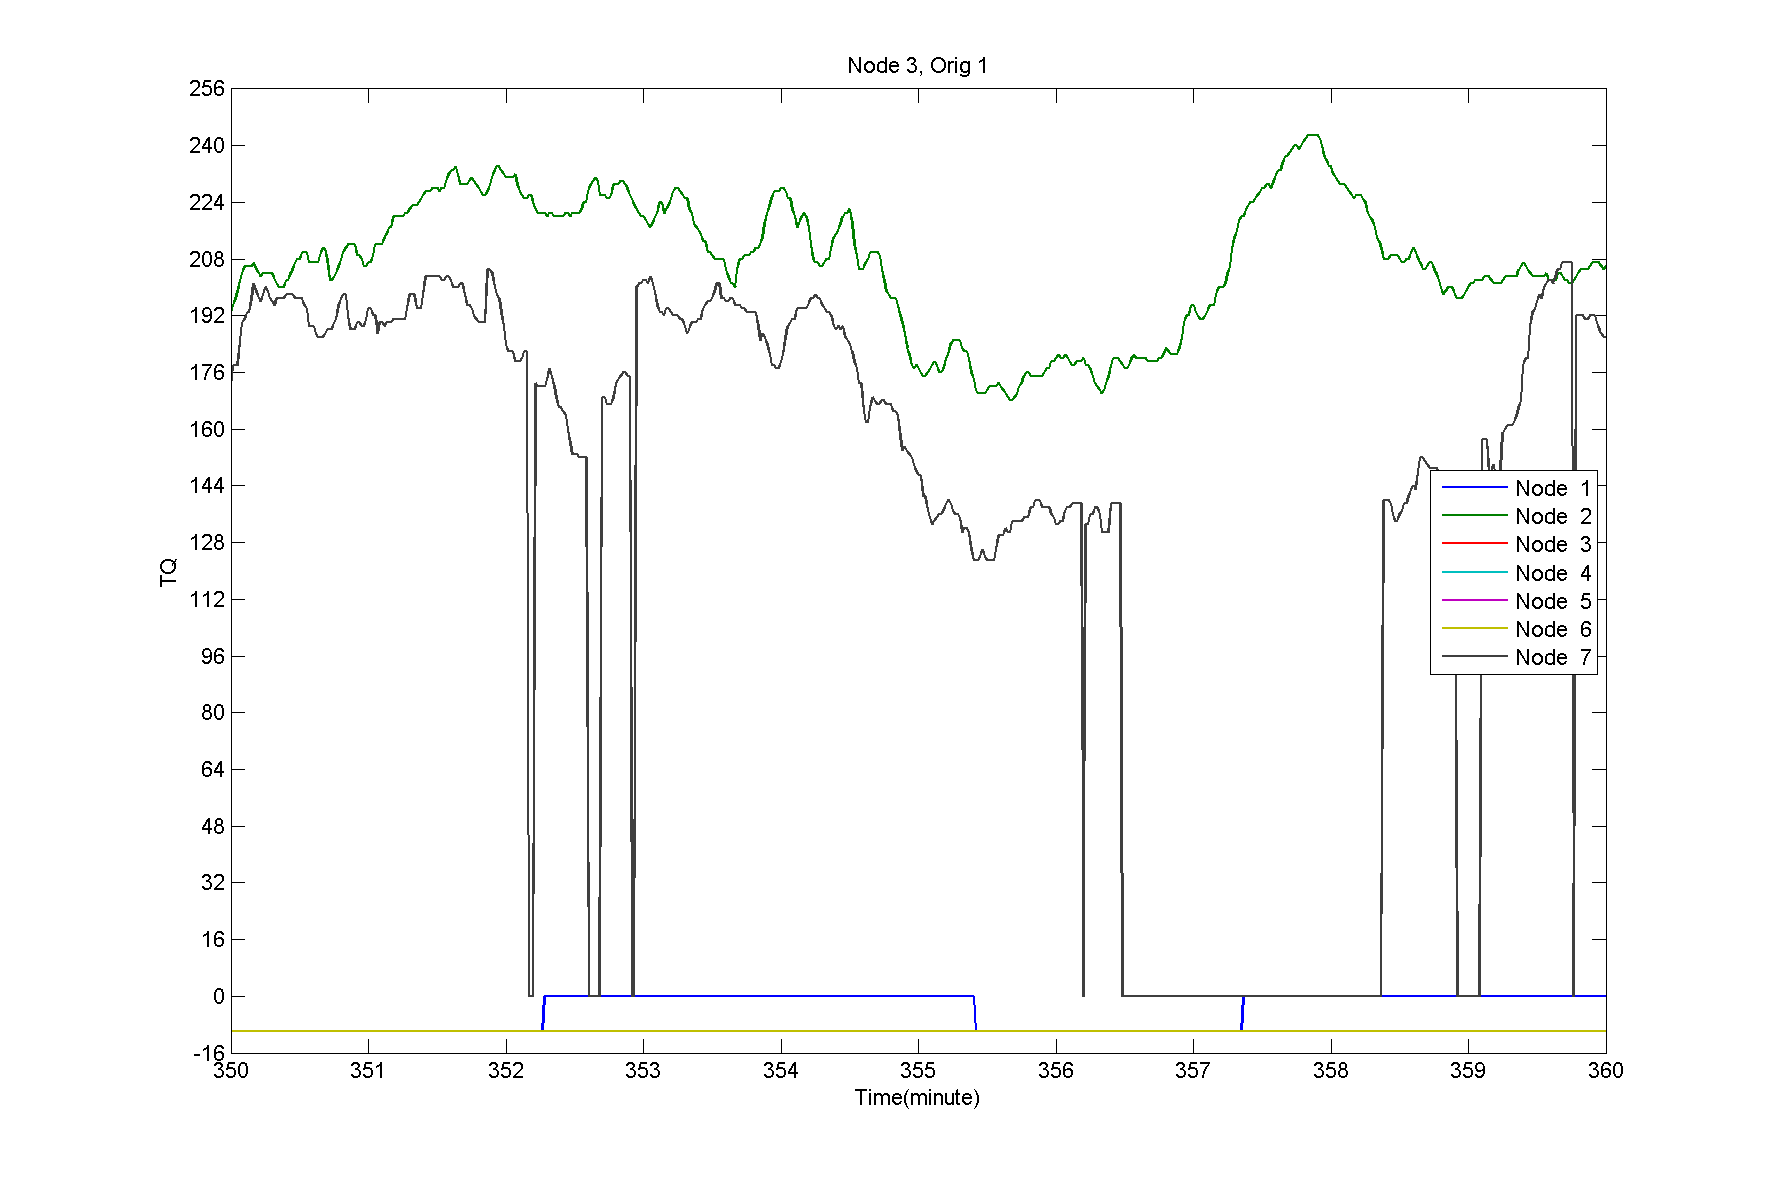 Node 3, Orig 1
256
240
224
208
192
176
160
144
128
112
96
80
64
48
32
16
0
-16
TQ
Node 1
Node 2
Node 3
Node 4
Node 5
Node 6
Node 7
350 351 352 353 354 355 356 357 358 359 360
Time(minute)